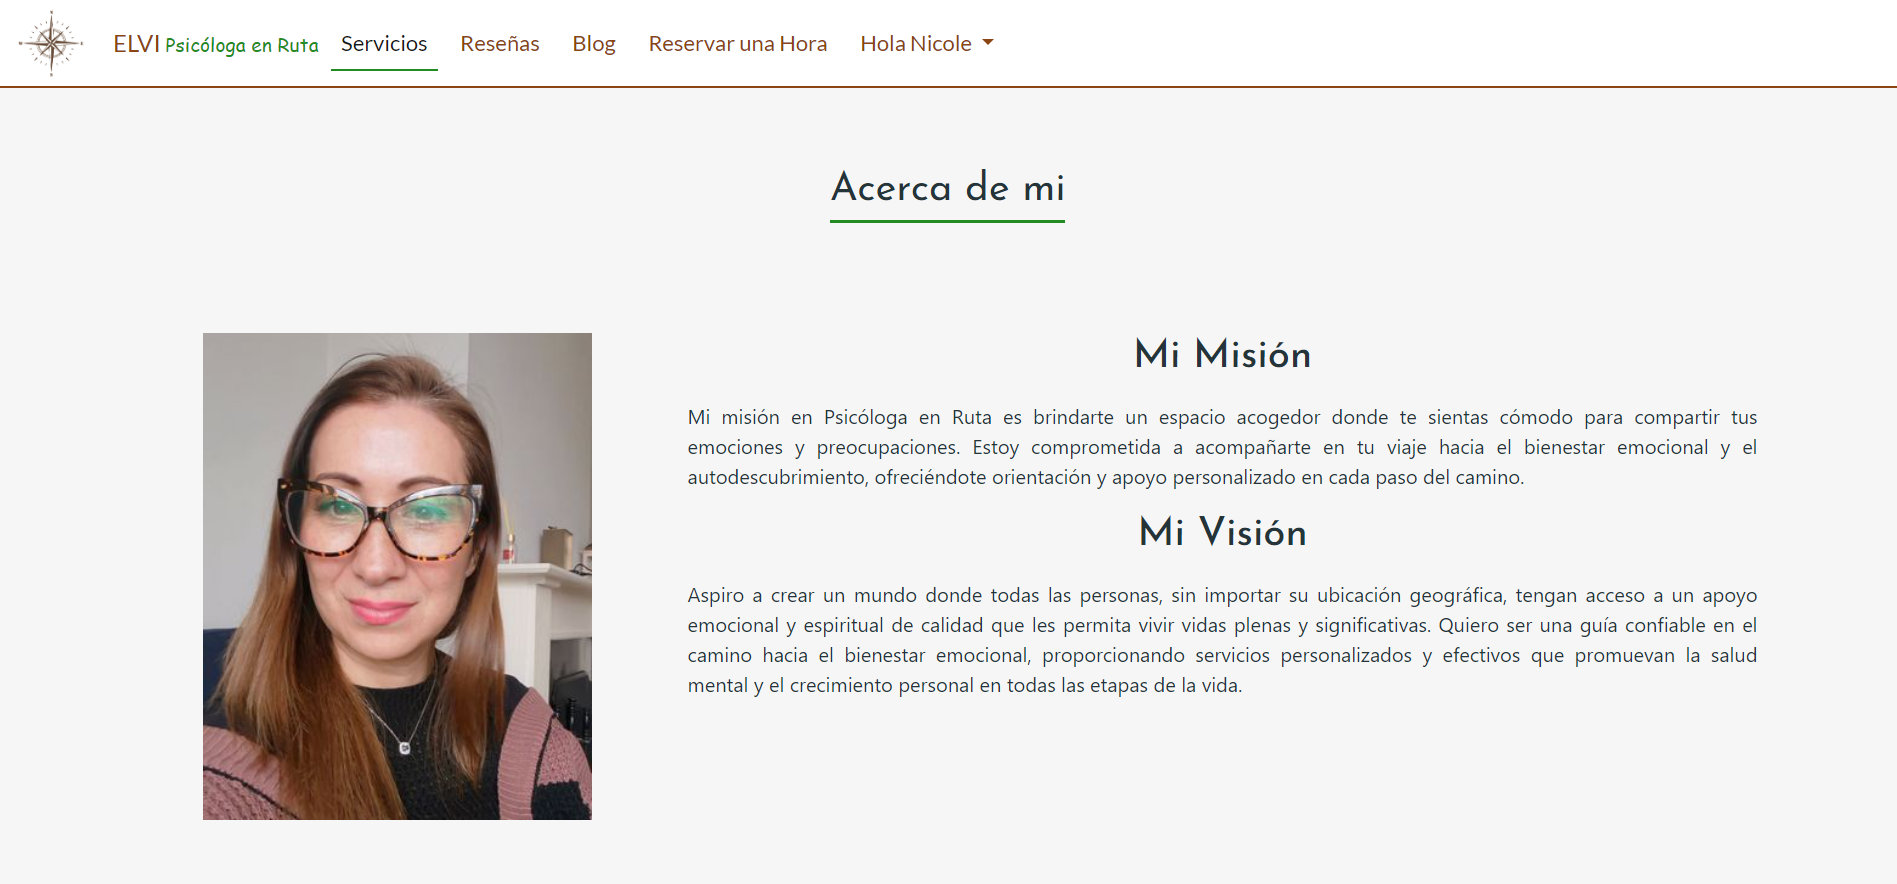 ELVI Psicóloga en Ruta Servicios Reseñas Blog Reservar una Hora Hola Nicole
Acerca de mi
Mi Misión
Mi misión en Psicóloga en Ruta es brindarte un espacio acogedor donde te sientas cómodo para compartir tus
emociones y preocupaciones. Estoy comprometida a acompañarte en tu viaje hacia el bienestar emocional y el
autodescubrimiento, ofreciéndote orientación y apoyo personalizado en cada paso del camino.
Mi Visión
Aspiro a crear un mundo donde todas las personas, sin importar su ubicación geográfica, tengan acceso a un apoyo
emocional y espiritual de calidad que les permita vivir vidas plenas y significativas. Quiero ser una guía confiable en el
camino hacia el bienestar emocional, proporcionando servicios personalizados y efectivos que promuevan la salud
mental y el crecimiento personal en todas las etapas de la vida.